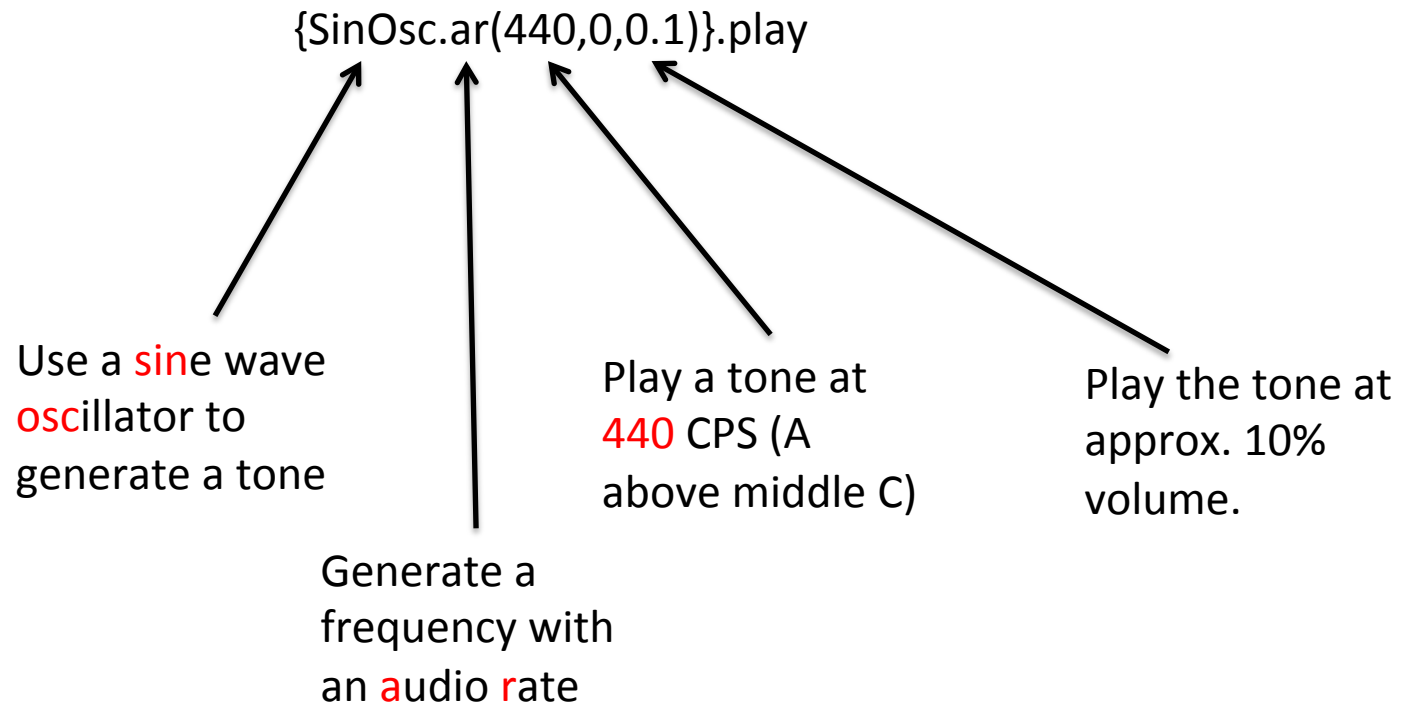 {SinOsc.ar(440,0,0.1)}.play
Use a sine wave
oscillator to
generate a tone
Generate a
frequency with
an audio rate
Play a tone at
440 CPS (A
above middle C)
Play the tone at
approx. 10%
volume.